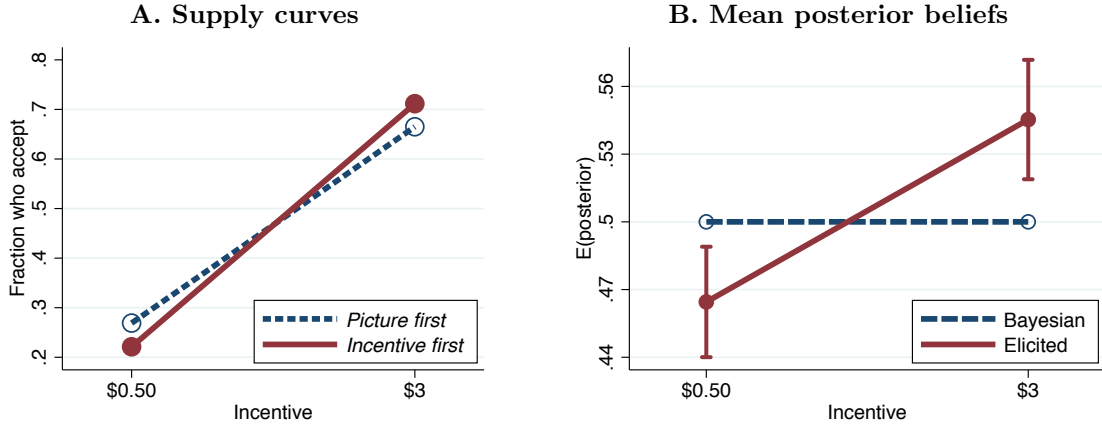 A. Supply curves
Fraction who accept
.8
.7
.6
.5
.4
.3
.2
Picture first
Incentive first
$0.50
$3
Incentive
B. Mean posterior beliefs
E(posterior)
.56
.53
.5
.47
.44
Bayesian
Elicited
$0.50
$3
Incentive